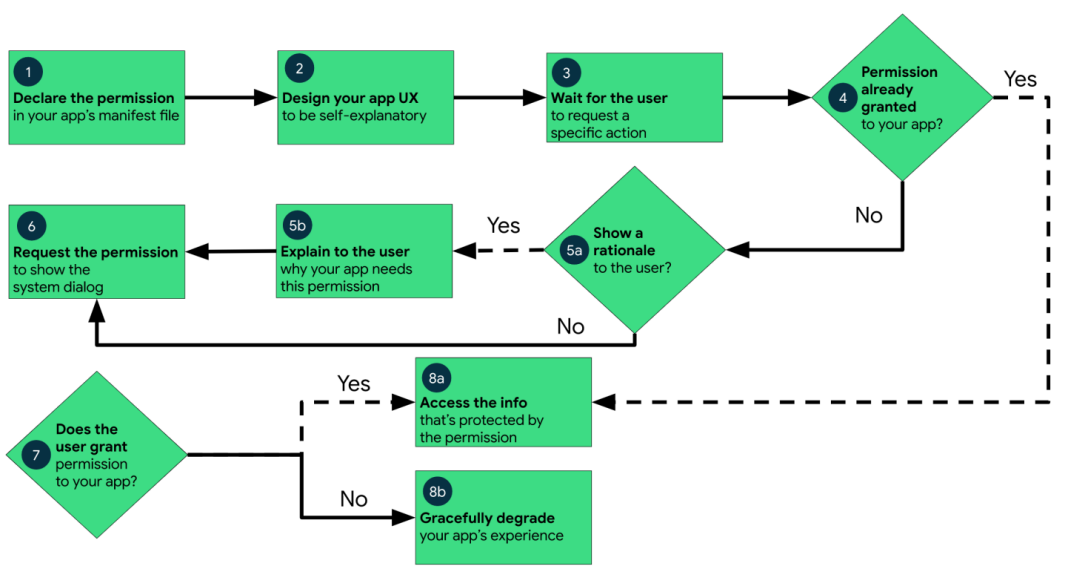 1
Declare the permission
in your app's manifest file
2
Design your app UX
to be self-explanatory
3
Wait for the user
to request a
specific action
4
Permission
already
granted
to your app?
Yes
No
5a
Show a
rationale
to the user?
Yes
5b
Explain to the user
why your app needs
this permission
6
Request the permission
to show the
system dialog
No
7
Does the
user grant
permission
to your app?
Yes
8a
Access the info
that's protected by
the permission
No
8b
Gracefully degrade
your app's experience